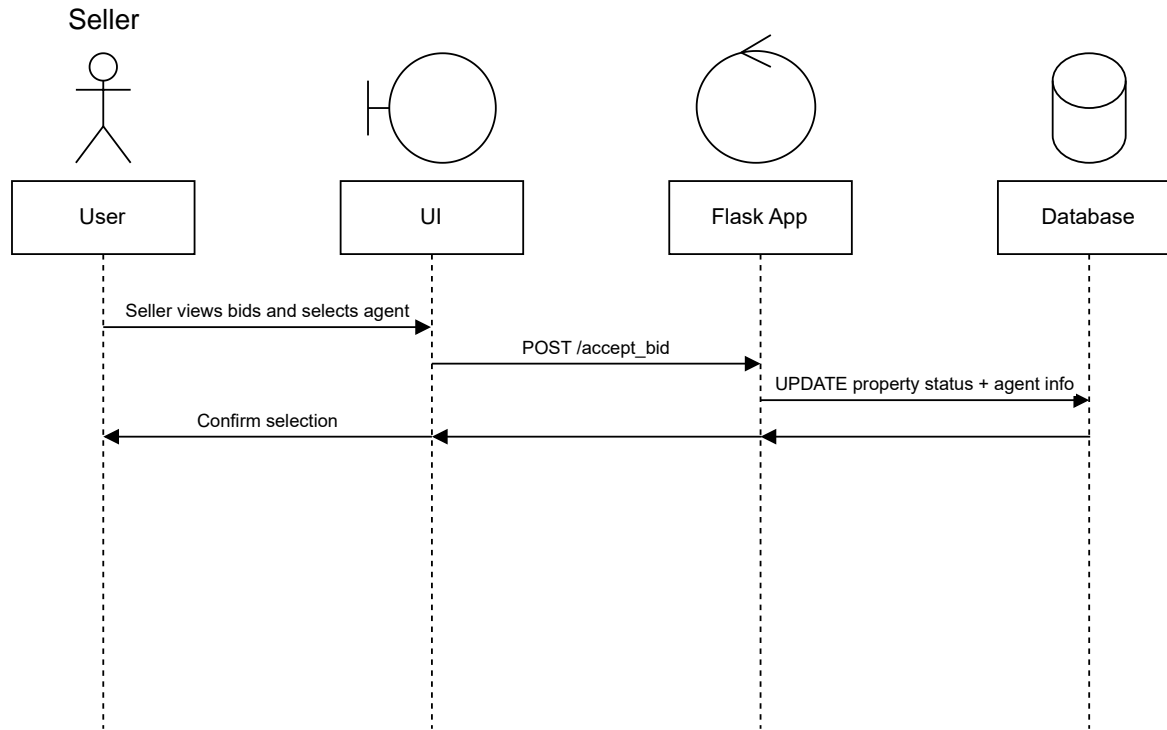 Seller
User
UI
Flask App
Database
Seller views bids and selects agent
POST /accept_bid
UPDATE property status + agent info
Confirm selection